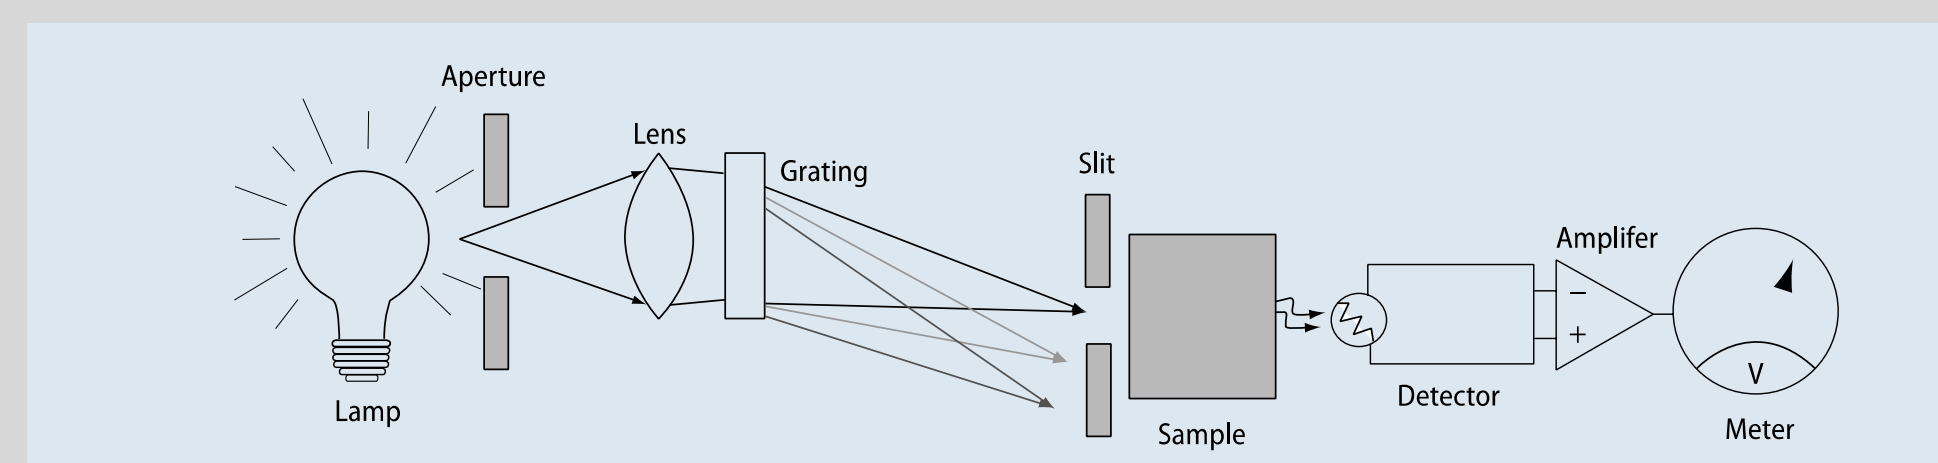 Aperture
Lens
Grating
Slit
Amplifer
−
+
V
Lamp
Sample
Detector
Meter